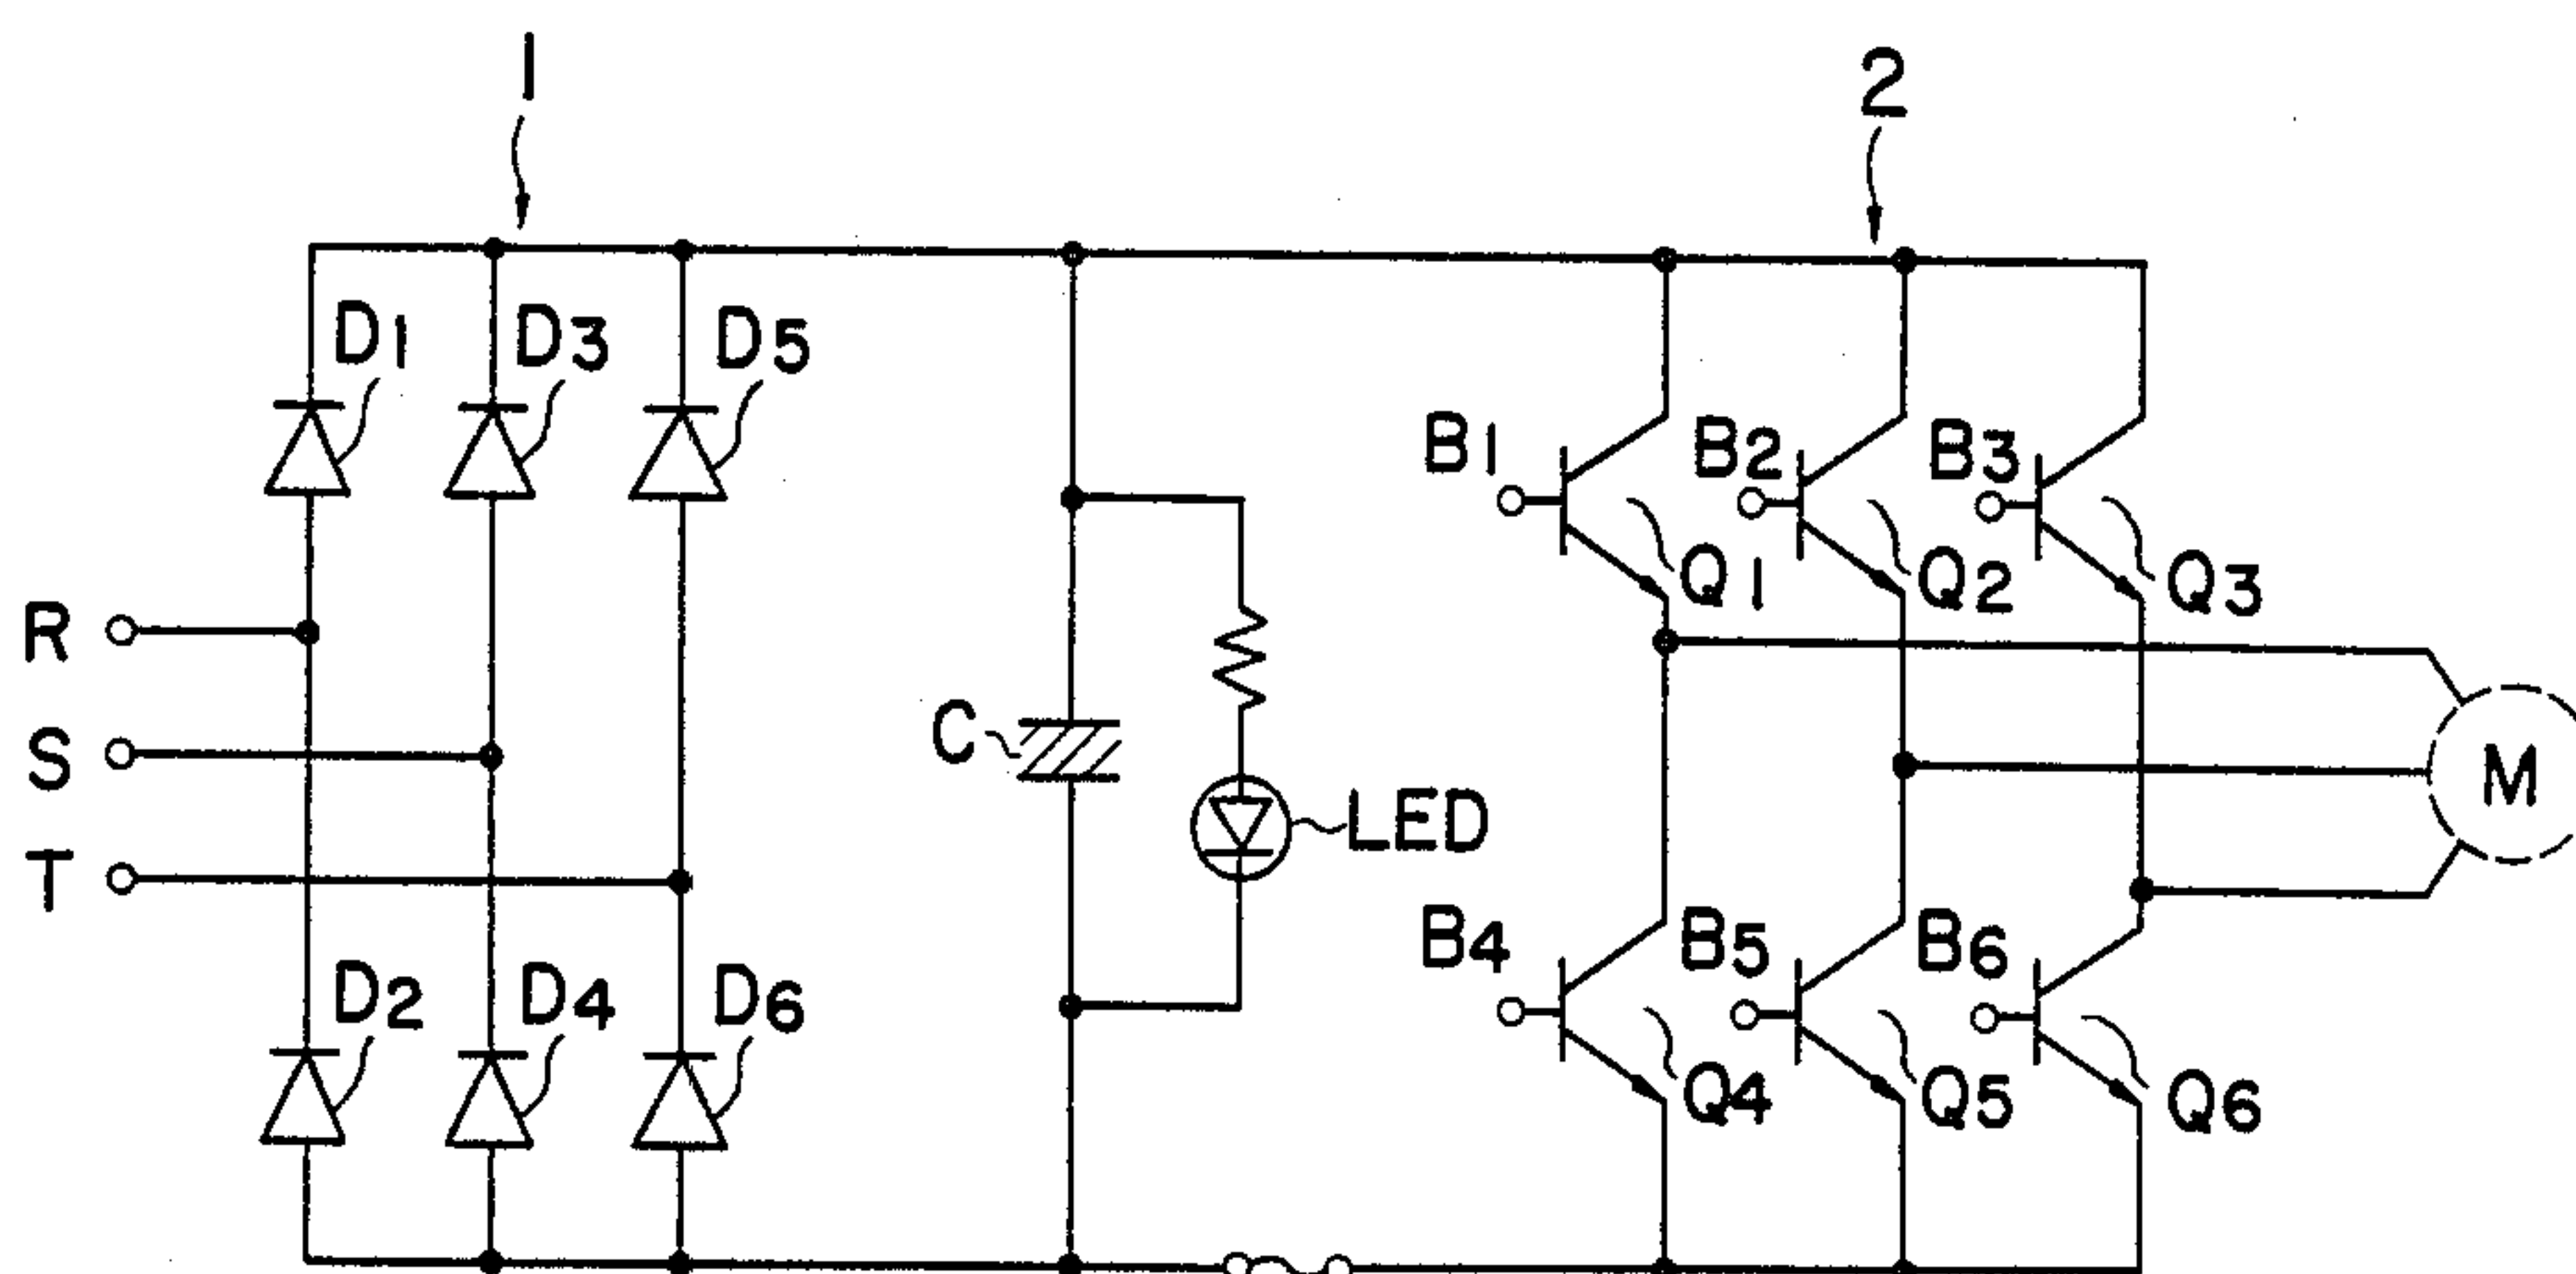 1
2
D1 D3 D5
B1 B2 B3
Q1 Q2 Q3
R
S
T
C
LED
M
B4 B5 B6
D2 D4 D6
Q4 Q5 Q6